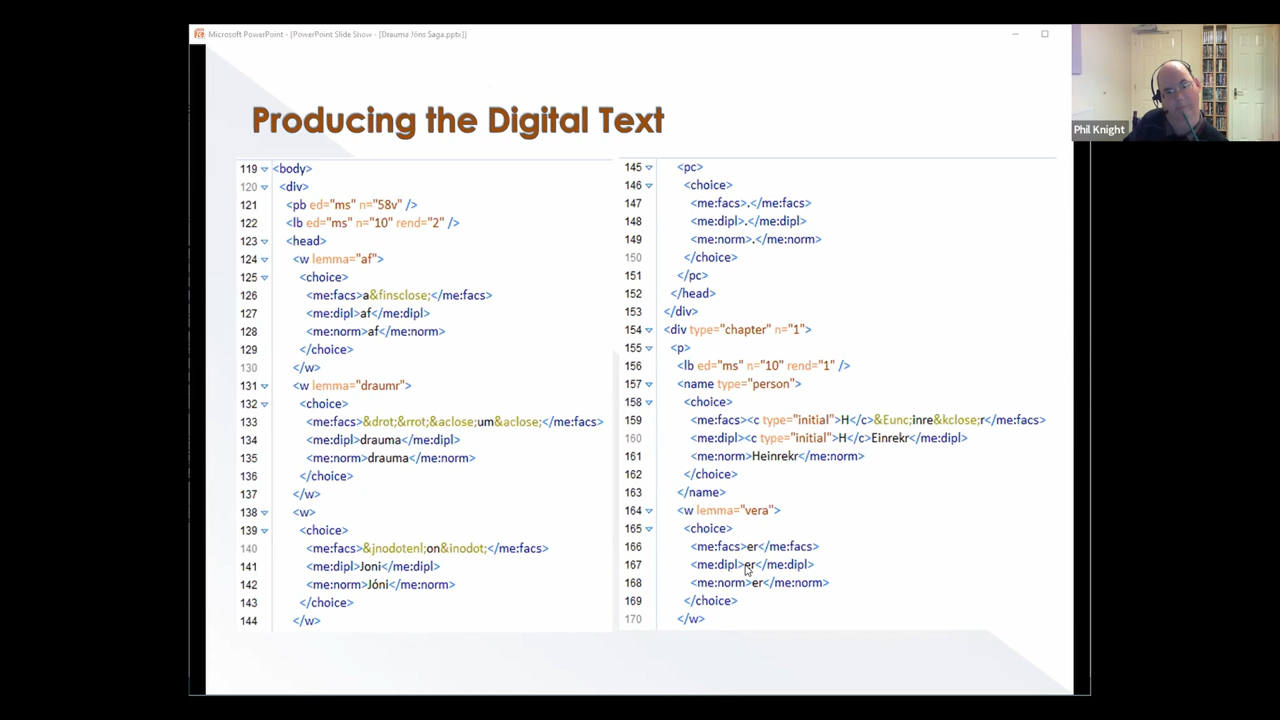 Microsoft PowerPoint - [PowerPoint Slide Show - [Drauma Jóns Saga.pptx]]
Phil Knight
Producing the Digital Text
119 <body>
120 <div>
121 <pb ed="ms" n="58v" />
122 <lb ed="ms" n="10" rend="2" />
123 <head>
124 <w lemma="af">
125 <choice>
126 <me:facs>a&finsclose;</me:facs>
127 <me:dipl>af</me:dipl>
128 <me:norm>af</me:norm>
129 </choice>
130 </w>
131 <w lemma="draumr">
132 <choice>
133 <me:facs>&drot;&rrot;&aclose;um&aclose;</me:facs>
134 <me:dipl>drauma</me:dipl>
135 <me:norm>drauma</me:norm>
136 </choice>
137 </w>
138 <w>
139 <choice>
140 <me:facs>&jnodotenl;on&inodot;</me:facs>
141 <me:dipl>Joni</me:dipl>
142 <me:norm>Jóni</me:norm>
143 </choice>
144 </w>
145 <pc>
146 <choice>
147 <me:facs>.</me:facs>
148 <me:dipl>.</me:dipl>
149 <me:norm>.</me:norm>
150 </choice>
151 </pc>
152 </head>
153 </div>
154 <div type="chapter" n="1">
155 <p>
156 <lb ed="ms" n="10" rend="1" />
157 <name type="person">
158 <choice>
159 <me:facs><c type="initial">H</c>&Eunc;inre&kclose;r</me:facs>
160 <me:dipl><c type="initial">H</c>Einrekr</me:dipl>
161 <me:norm>Heinrekr</me:norm>
162 </choice>
163 </name>
164 <w lemma="vera">
165 <choice>
166 <me:facs>er</me:facs>
167 <me:dipl>er</me:dipl>
168 <me:norm>er</me:norm>
169 </choice>
170 </w>